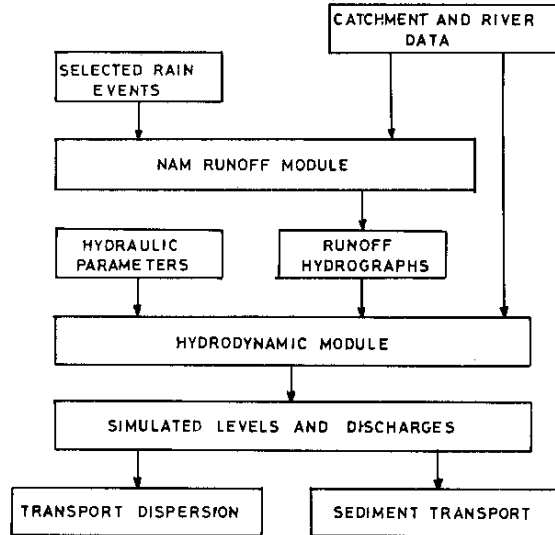 CATCHMENT AND RIVER
DATA
SELECTED RAIN
EVENTS
NAM RUNOFF MODULE
HYDRAULIC
PARAMETERS
RUNOFF
HYDROGRAPHS
HYDRODYNAMIC MODULE
SIMULATED LEVELS AND DISCHARGES
TRANSPORT DISPERSION
SEDIMENT TRANSPORT